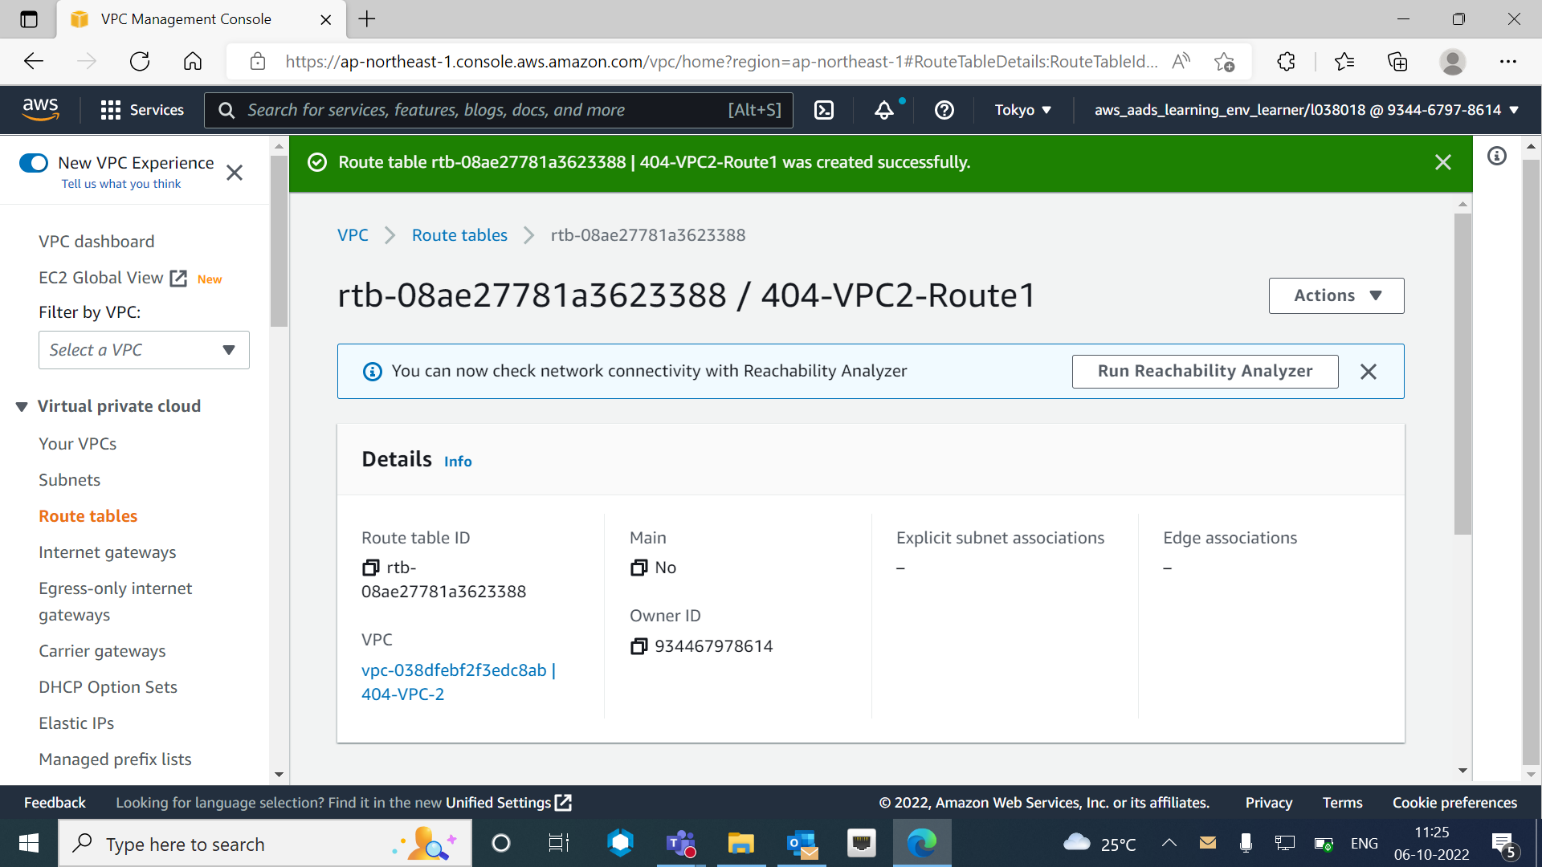 VPC Management Console
https://ap-northeast-1.console.aws.amazon.com/vpc/home?region=ap-northeast-1#RouteTableDetails:RouteTableId...
aws
Services
Search for services, features, blogs, docs, and more
[Alt+S]
Tokyo
aws_aads_learning_env_learner/l038018 @ 9344-6797-8614
New VPC Experience
Tell us what you think
VPC dashboard
EC2 Global View New
Filter by VPC:
Select a VPC
Virtual private cloud
Your VPCs
Subnets
Route tables
Internet gateways
Egress-only internet
gateways
Carrier gateways
DHCP Option Sets
Elastic IPs
Managed prefix lists
Route table rtb-08ae27781a3623388 | 404-VPC2-Route1 was created successfully.
VPC
Route tables
rtb-08ae27781a3623388
rtb-08ae27781a3623388 / 404-VPC2-Route1
Actions
You can now check network connectivity with Reachability Analyzer
Run Reachability Analyzer
Details Info
Route table ID
rtb-
08ae27781a3623388
VPC
vpc-038dfebf2f3edc8ab |
404-VPC-2
Main
No
Owner ID
934467978614
Explicit subnet associations
–
Edge associations
–
Feedback
Looking for language selection? Find it in the new Unified Settings
© 2022, Amazon Web Services, Inc. or its affiliates.
Privacy
Terms
Cookie preferences
Type here to search
25°C
ENG
11:25
06-10-2022
5